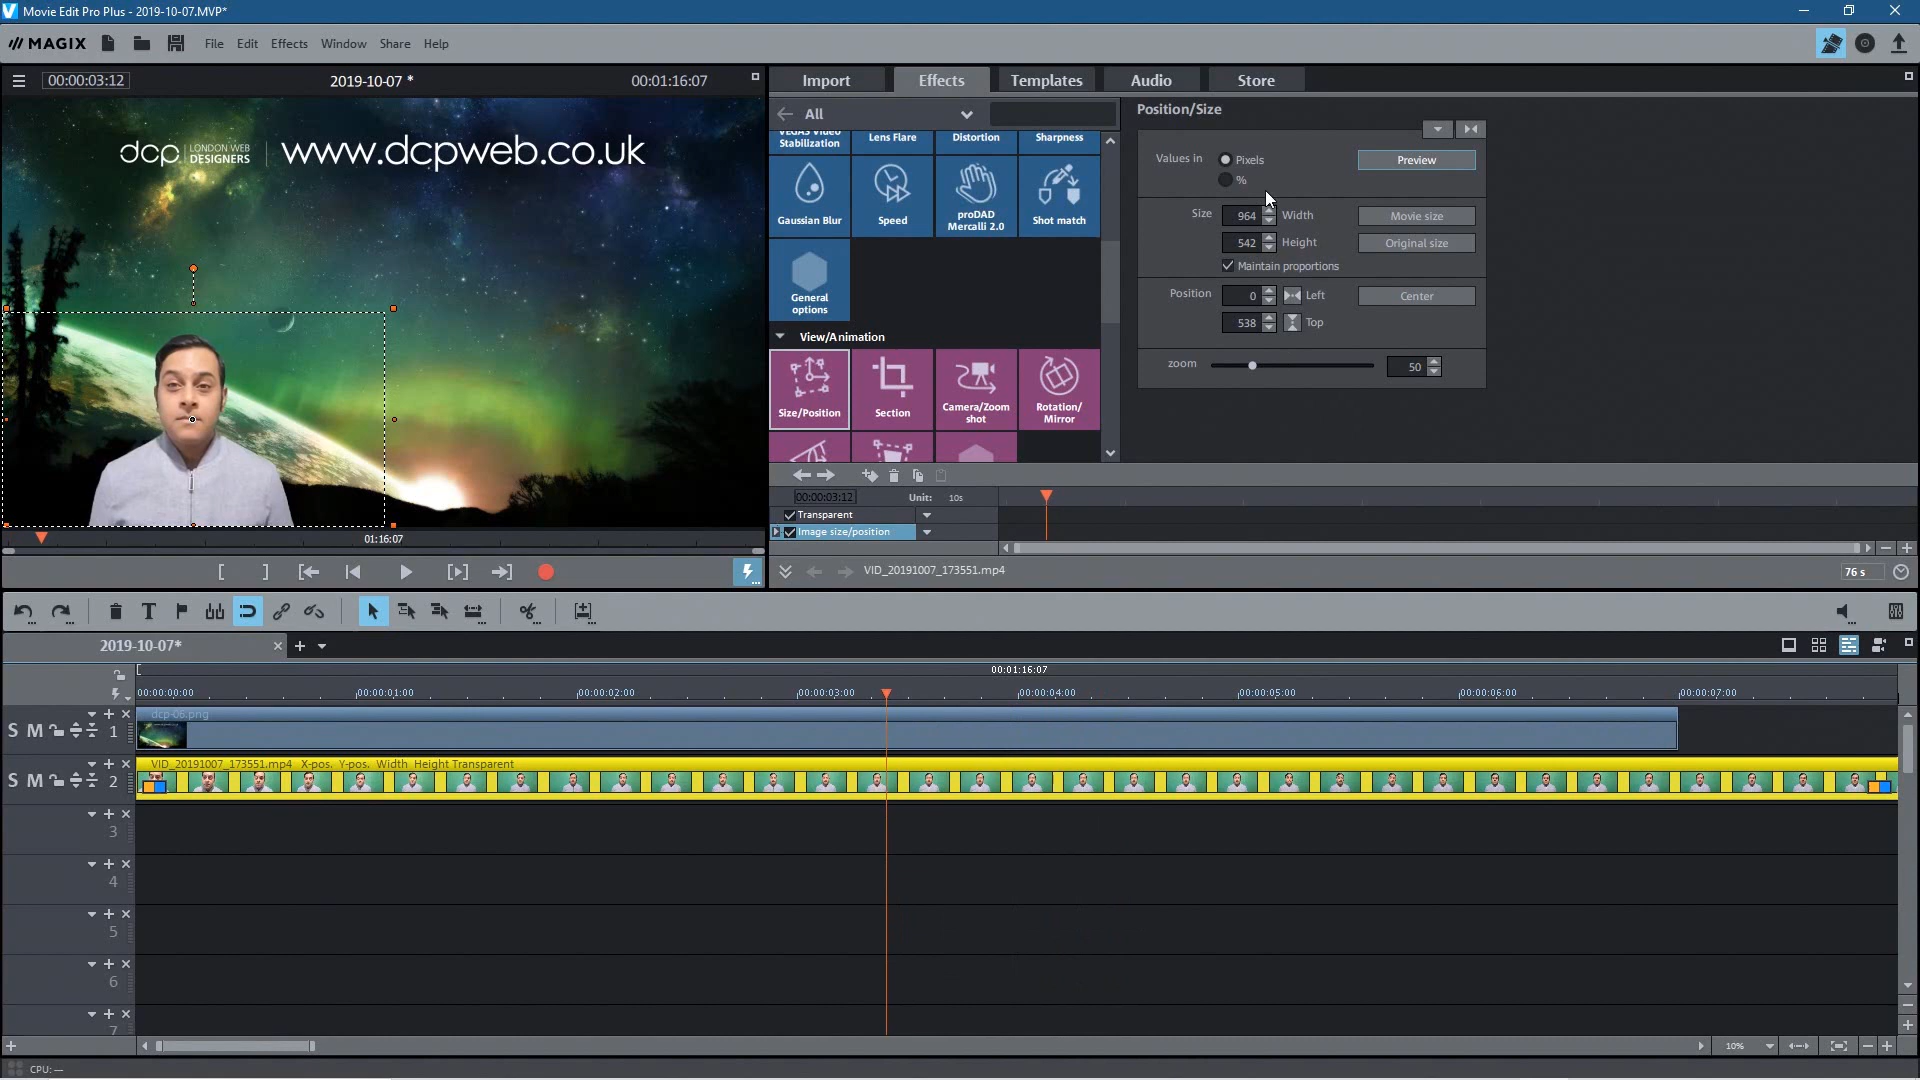 Movie Edit Pro Plus - 2019-10-07.MVP*
MAGIX File Edit Effects Window Share Help
00:00:03:12 2019-10-07 * 00:01:16:07
dcp LONDON WEB DESIGNERS www.dcpweb.co.uk
01:16:07
Import Effects Templates Audio Store
All
VEGAS Video Stabilization Lens Flare Distortion Sharpness
Gaussian Blur Speed proDAD Mercalli 2.0 Shot match
General options
View/Animation
Size/Position Section Camera/Zoom shot Rotation/ Mirror
Position/Size
Values in Pixels Preview
%
Size 964 Width Movie size
542 Height Original size
Maintain proportions
Position 0 Left Center
538 Top
zoom 50
00:00:03:12 Unit: 10s
Transparent
Image size/position
VID_20191007_173551.mp4 76 s
2019-10-07*
00:01:16:07
00:00:00:00 00:00:01:00 00:00:02:00 00:00:03:00 00:00:04:00 00:00:05:00 00:00:06:00 00:00:07:00
dcp-06.png
S M 1
VID_20191007_173551.mp4 X-pos. Y-pos. Width Height Transparent
S M 2
3
4
5
6
7
10%
CPU: —